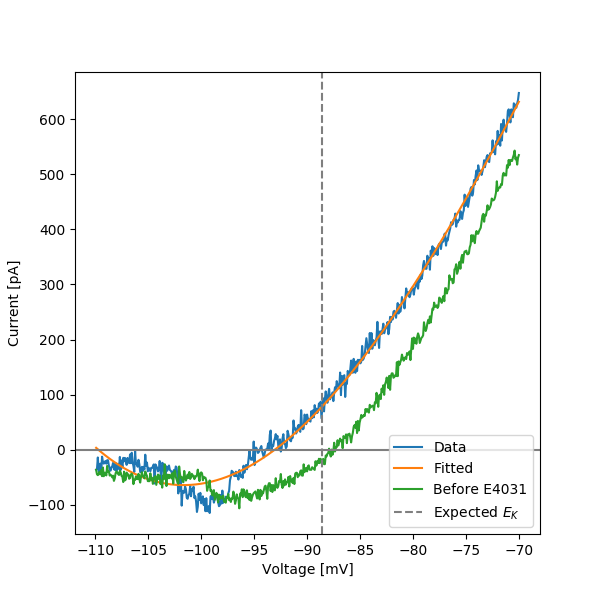 600
500
400
300
200
100
0
−100
−110
−105
−100
−95
−90
−85
−80
−75
−70
Current [pA]
Voltage [mV]
Data
Fitted
Before E4031
Expected E_K